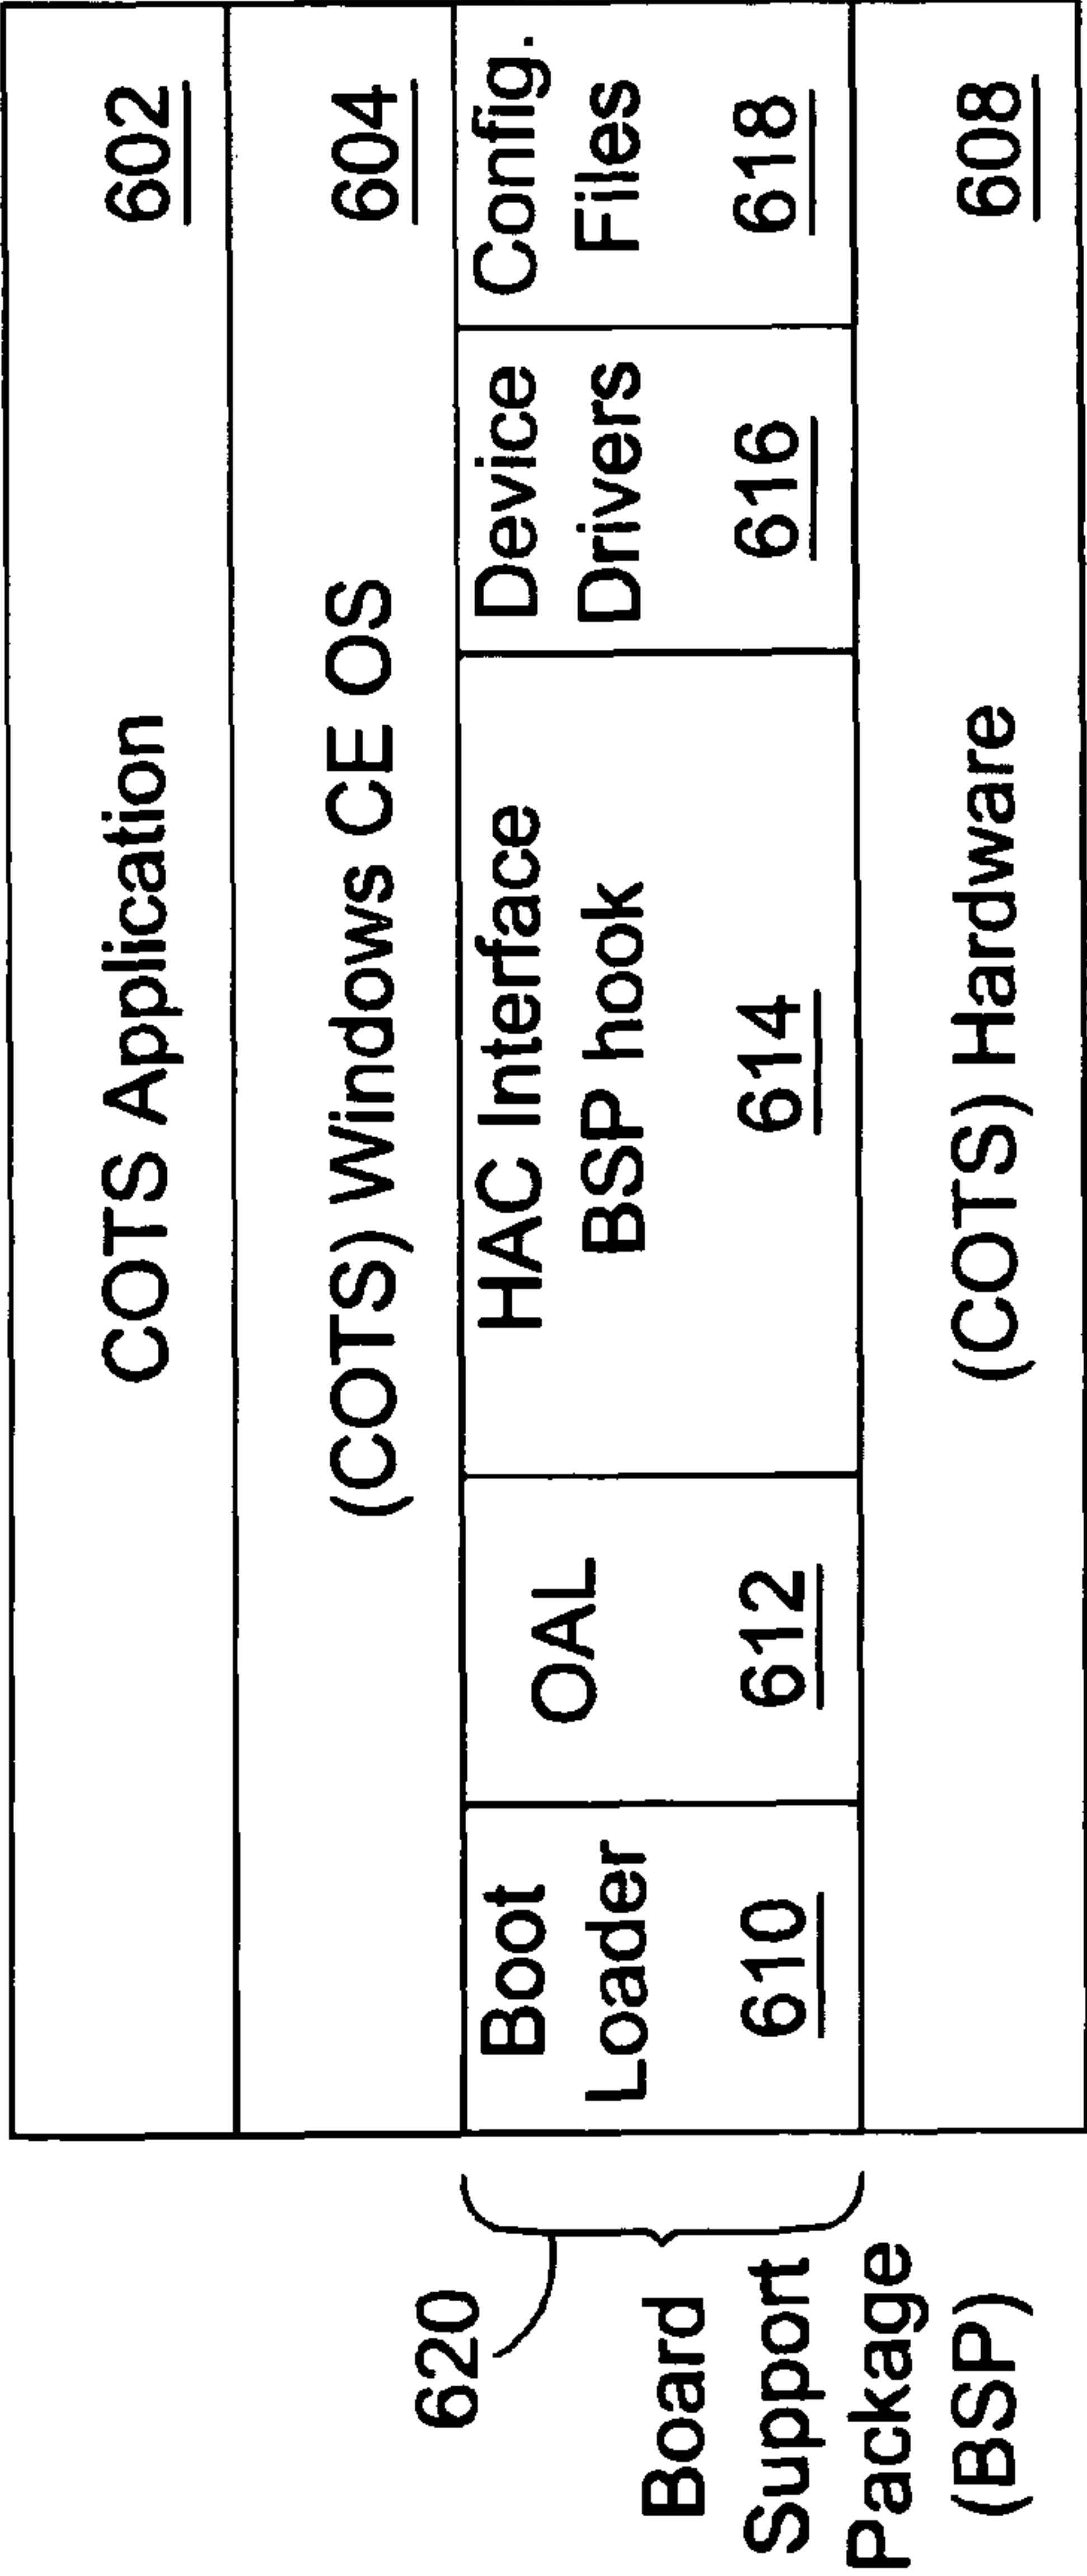 COTS Application
602
(COTS) Windows CE OS
604
620
Board
Support
Package
(BSP)
Boot
Loader
610
OAL
612
HAC Interface
BSP hook
614
Device
Drivers
616
Config.
Files
618
(COTS) Hardware
608